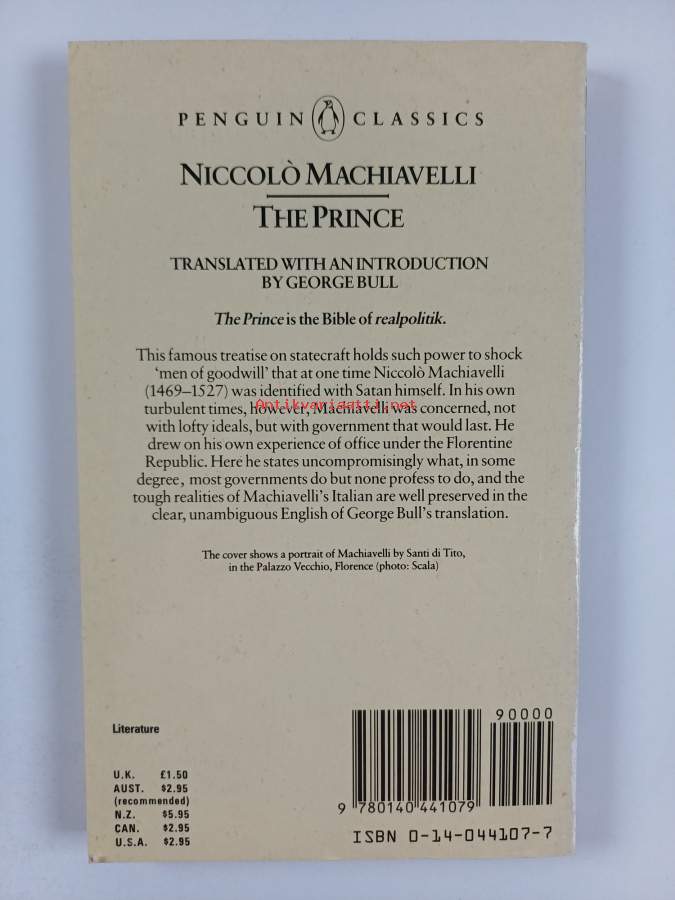 PENGUIN CLASSICS
NICCOLÒ MACHIAVELLI
THE PRINCE
TRANSLATED WITH AN INTRODUCTION
BY GEORGE BULL
The Prince is the Bible of realpolitik.
This famous treatise on statecraft holds such power to shock
‘men of goodwill’ that at one time Niccolò Machiavelli
(1469–1527) was identified with Satan himself. In his own
turbulent times, however, Machiavelli was concerned, not
Antikvariaatti.net
with lofty ideals, but with government that would last. He
drew on his own experience of office under the Florentine
Republic. Here he states uncompromisingly what, in some
degree, most governments do but none profess to do, and the
tough realities of Machiavelli’s Italian are well preserved in the
clear, unambiguous English of George Bull’s translation.
The cover shows a portrait of Machiavelli by Santi di Tito,
in the Palazzo Vecchio, Florence (photo: Scala)
Literature
U.K. £1.50
AUST. $2.95
(recommended)
N.Z. $5.95
CAN. $2.95
U.S.A. $2.95
90000
9 780140 441079
ISBN 0-14-044107-7